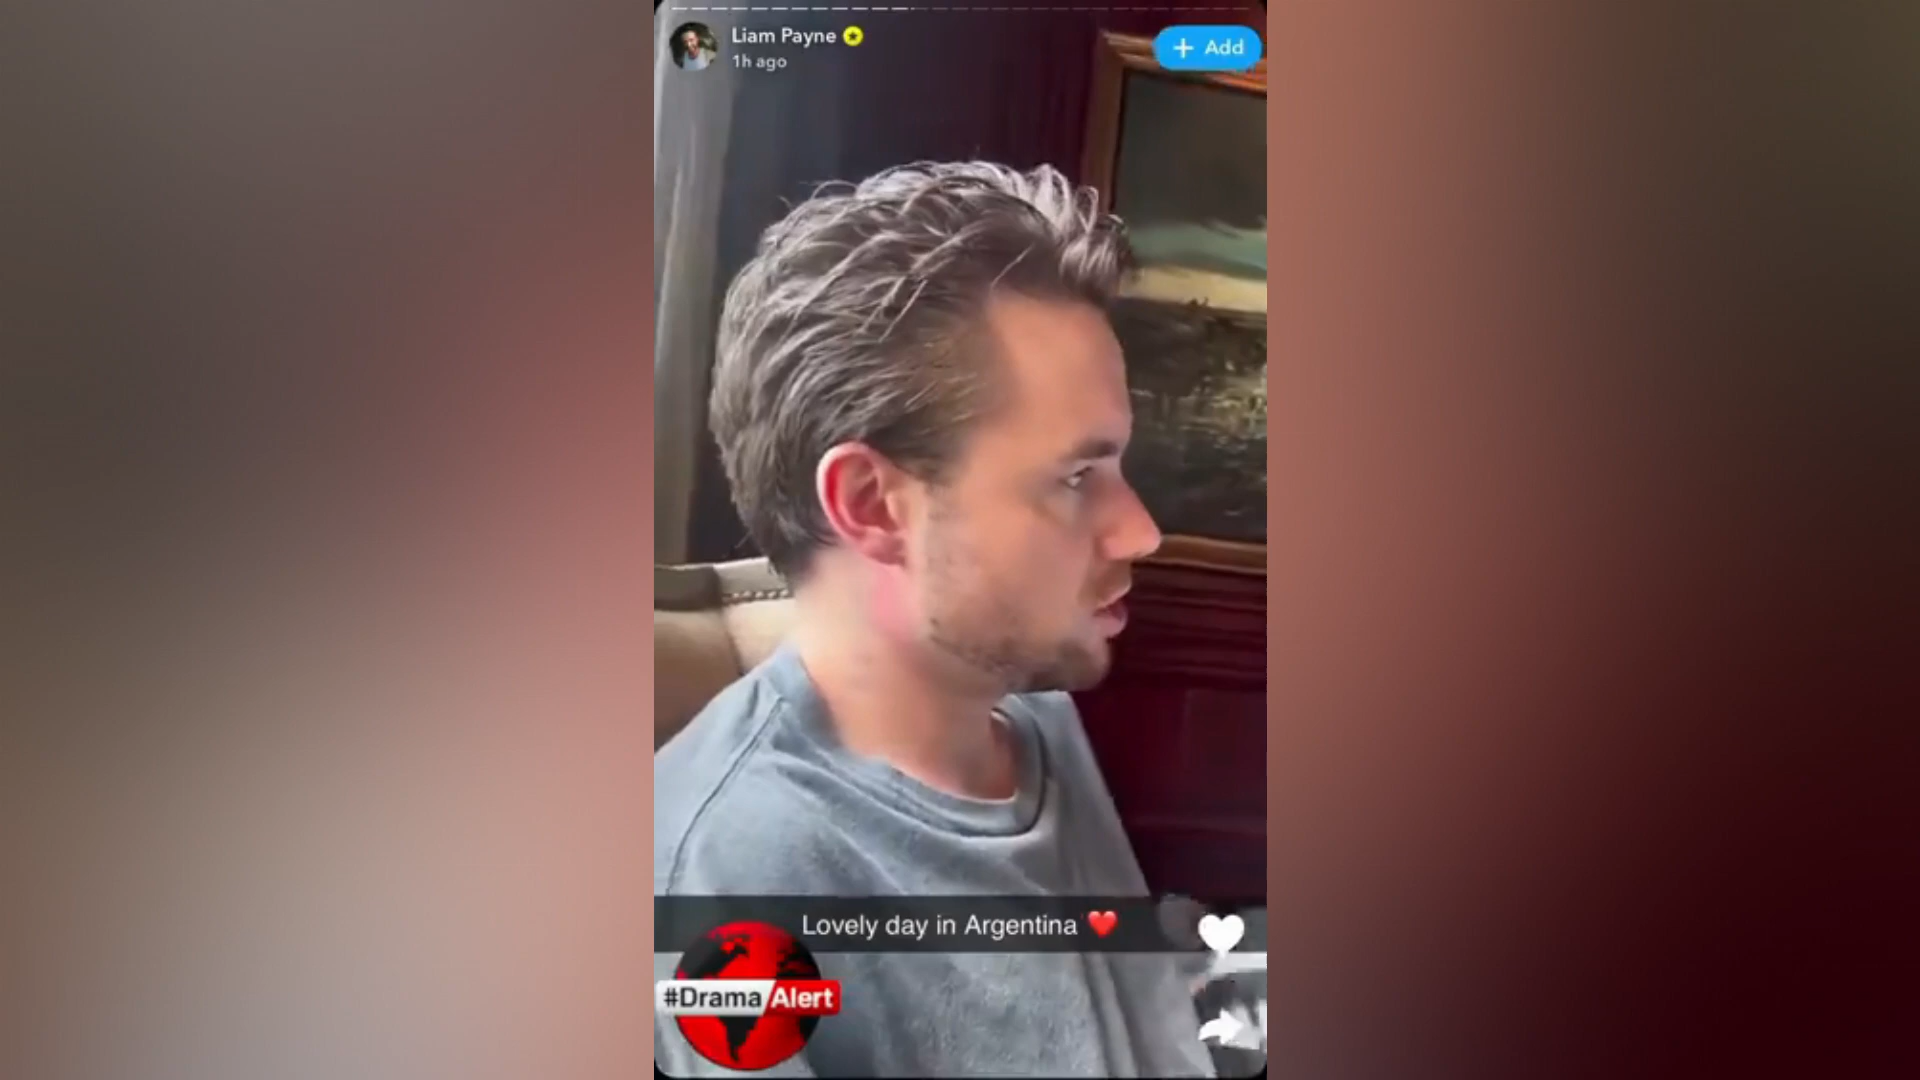 Liam Payne
1h ago
+ Add
Lovely day in Argentina ❤️
#Drama Alert